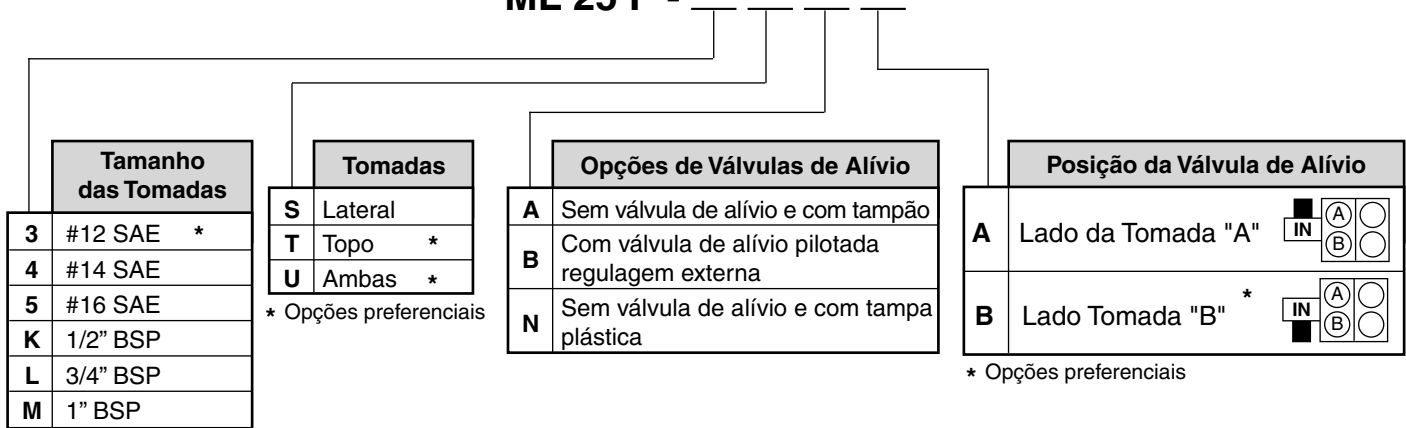 Tamanho
das Tomadas
3 #12 SAE *
4 #14 SAE
5 #16 SAE
K 1/2” BSP
L 3/4” BSP
M 1” BSP
Tomadas
S Lateral
T Topo *
U Ambas *
* Opções preferenciais
Opções de Válvulas de Alívio
A Sem válvula de alívio e com tampão
B Com válvula de alívio pilotada
regulagem externa
N Sem válvula de alívio e com tampa
plástica
Posição da Válvula de Alívio
A Lado da Tomada "A" IN A B
B Lado Tomada "B" * IN A B
* Opções preferenciais